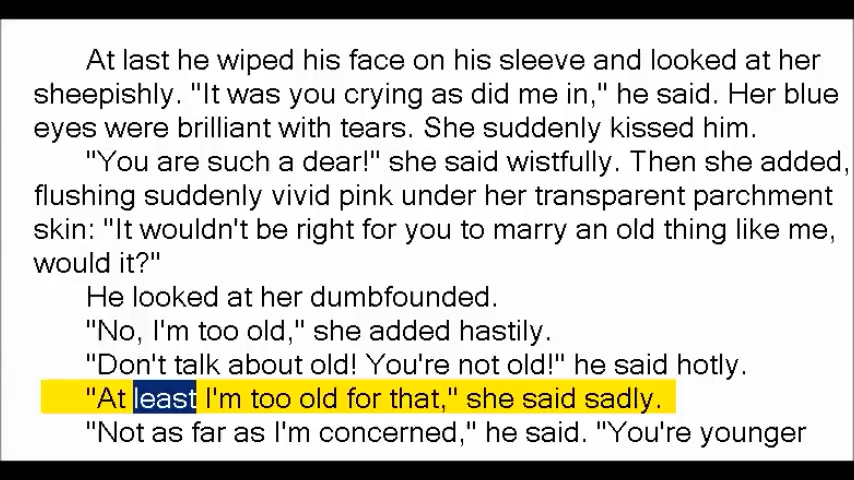 At last he wiped his face on his sleeve and looked at her
sheepishly. "It was you crying as did me in," he said. Her blue
eyes were brilliant with tears. She suddenly kissed him.
"You are such a dear!" she said wistfully. Then she added,
flushing suddenly vivid pink under her transparent parchment
skin: "It wouldn't be right for you to marry an old thing like me,
would it?"
He looked at her dumbfounded.
"No, I'm too old," she added hastily.
"Don't talk about old! You're not old!" he said hotly.
"At least I'm too old for that," she said sadly.
"Not as far as I'm concerned," he said. "You're younger